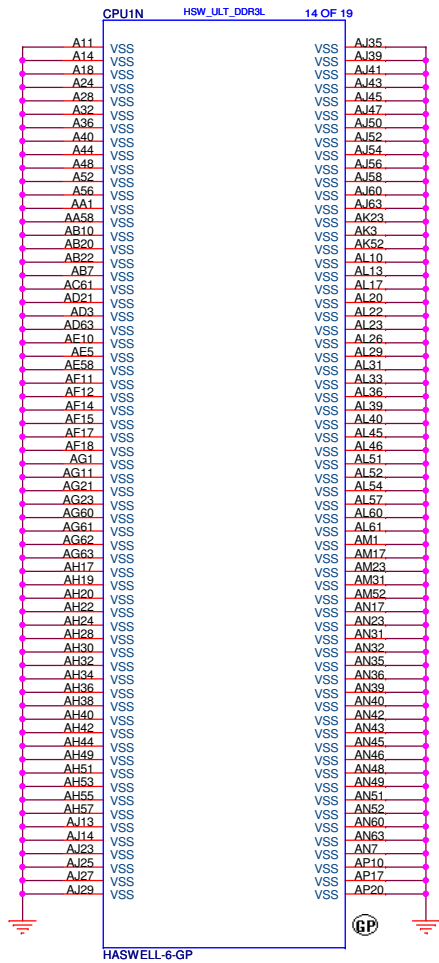 CPU1N HSW_ULT_DDR3L 14 OF 19
A11 VSS VSS AJ35
A14 VSS VSS AJ39
A18 VSS VSS AJ41
A24 VSS VSS AJ43
A28 VSS VSS AJ45
A32 VSS VSS AJ47
A36 VSS VSS AJ50
A40 VSS VSS AJ52
A44 VSS VSS AJ54
A48 VSS VSS AJ56
A52 VSS VSS AJ58
A56 VSS VSS AJ60
AA1 VSS VSS AJ63
AA58 VSS VSS AK23
AB10 VSS VSS AK3
AB20 VSS VSS AK52
AB22 VSS VSS AL10
AB7 VSS VSS AL13
AC61 VSS VSS AL17
AD21 VSS VSS AL20
AD3 VSS VSS AL22
AD63 VSS VSS AL23
AE10 VSS VSS AL26
AE5 VSS VSS AL29
AE58 VSS VSS AL31
AF11 VSS VSS AL33
AF12 VSS VSS AL36
AF14 VSS VSS AL39
AF15 VSS VSS AL40
AF17 VSS VSS AL45
AF18 VSS VSS AL46
AG1 VSS VSS AL51
AG11 VSS VSS AL52
AG21 VSS VSS AL54
AG23 VSS VSS AL57
AG60 VSS VSS AL60
AG61 VSS VSS AL61
AG62 VSS VSS AM1
AG63 VSS VSS AM17
AH17 VSS VSS AM23
AH19 VSS VSS AM31
AH20 VSS VSS AM52
AH22 VSS VSS AN17
AH24 VSS VSS AN23
AH28 VSS VSS AN31
AH30 VSS VSS AN32
AH32 VSS VSS AN35
AH34 VSS VSS AN36
AH36 VSS VSS AN39
AH38 VSS VSS AN40
AH40 VSS VSS AN42
AH42 VSS VSS AN43
AH44 VSS VSS AN45
AH49 VSS VSS AN46
AH51 VSS VSS AN48
AH53 VSS VSS AN49
AH55 VSS VSS AN51
AH57 VSS VSS AN52
AJ13 VSS VSS AN60
AJ14 VSS VSS AN63
AJ23 VSS VSS AN7
AJ25 VSS VSS AP10
AJ27 VSS VSS AP17
AJ29 VSS VSS AP20
GP
HASWELL-6-GP